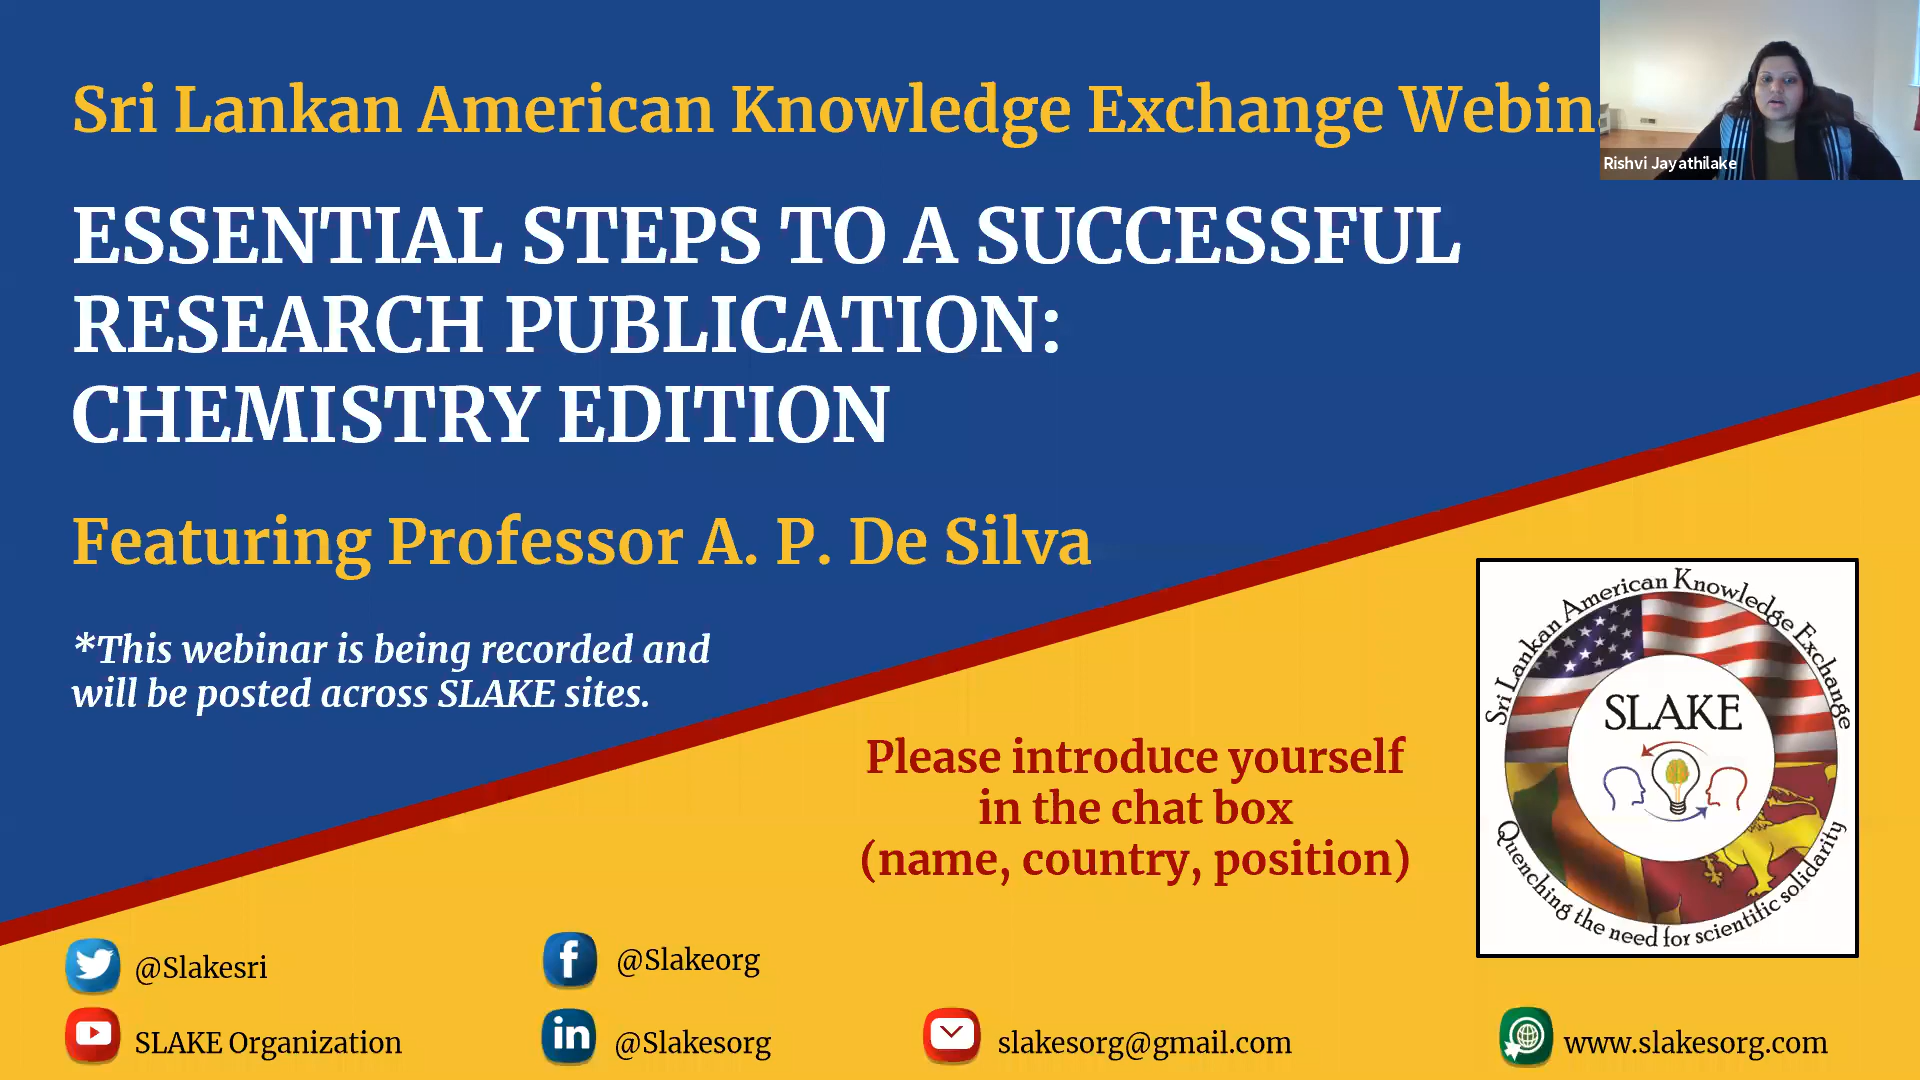 Sri Lankan American Knowledge Exchange Webin
Rishvi Jayathilake
ESSENTIAL STEPS TO A SUCCESSFUL
RESEARCH PUBLICATION:
CHEMISTRY EDITION
Featuring Professor A. P. De Silva
*This webinar is being recorded and
will be posted across SLAKE sites.
Please introduce yourself
in the chat box
(name, country, position)
Sri Lankan American Knowledge Exchange
SLAKE
Quenching the need for scientific solidarity
@Slakesri
@Slakeorg
SLAKE Organization
@Slakesorg
slakesorg@gmail.com
www.slakesorg.com